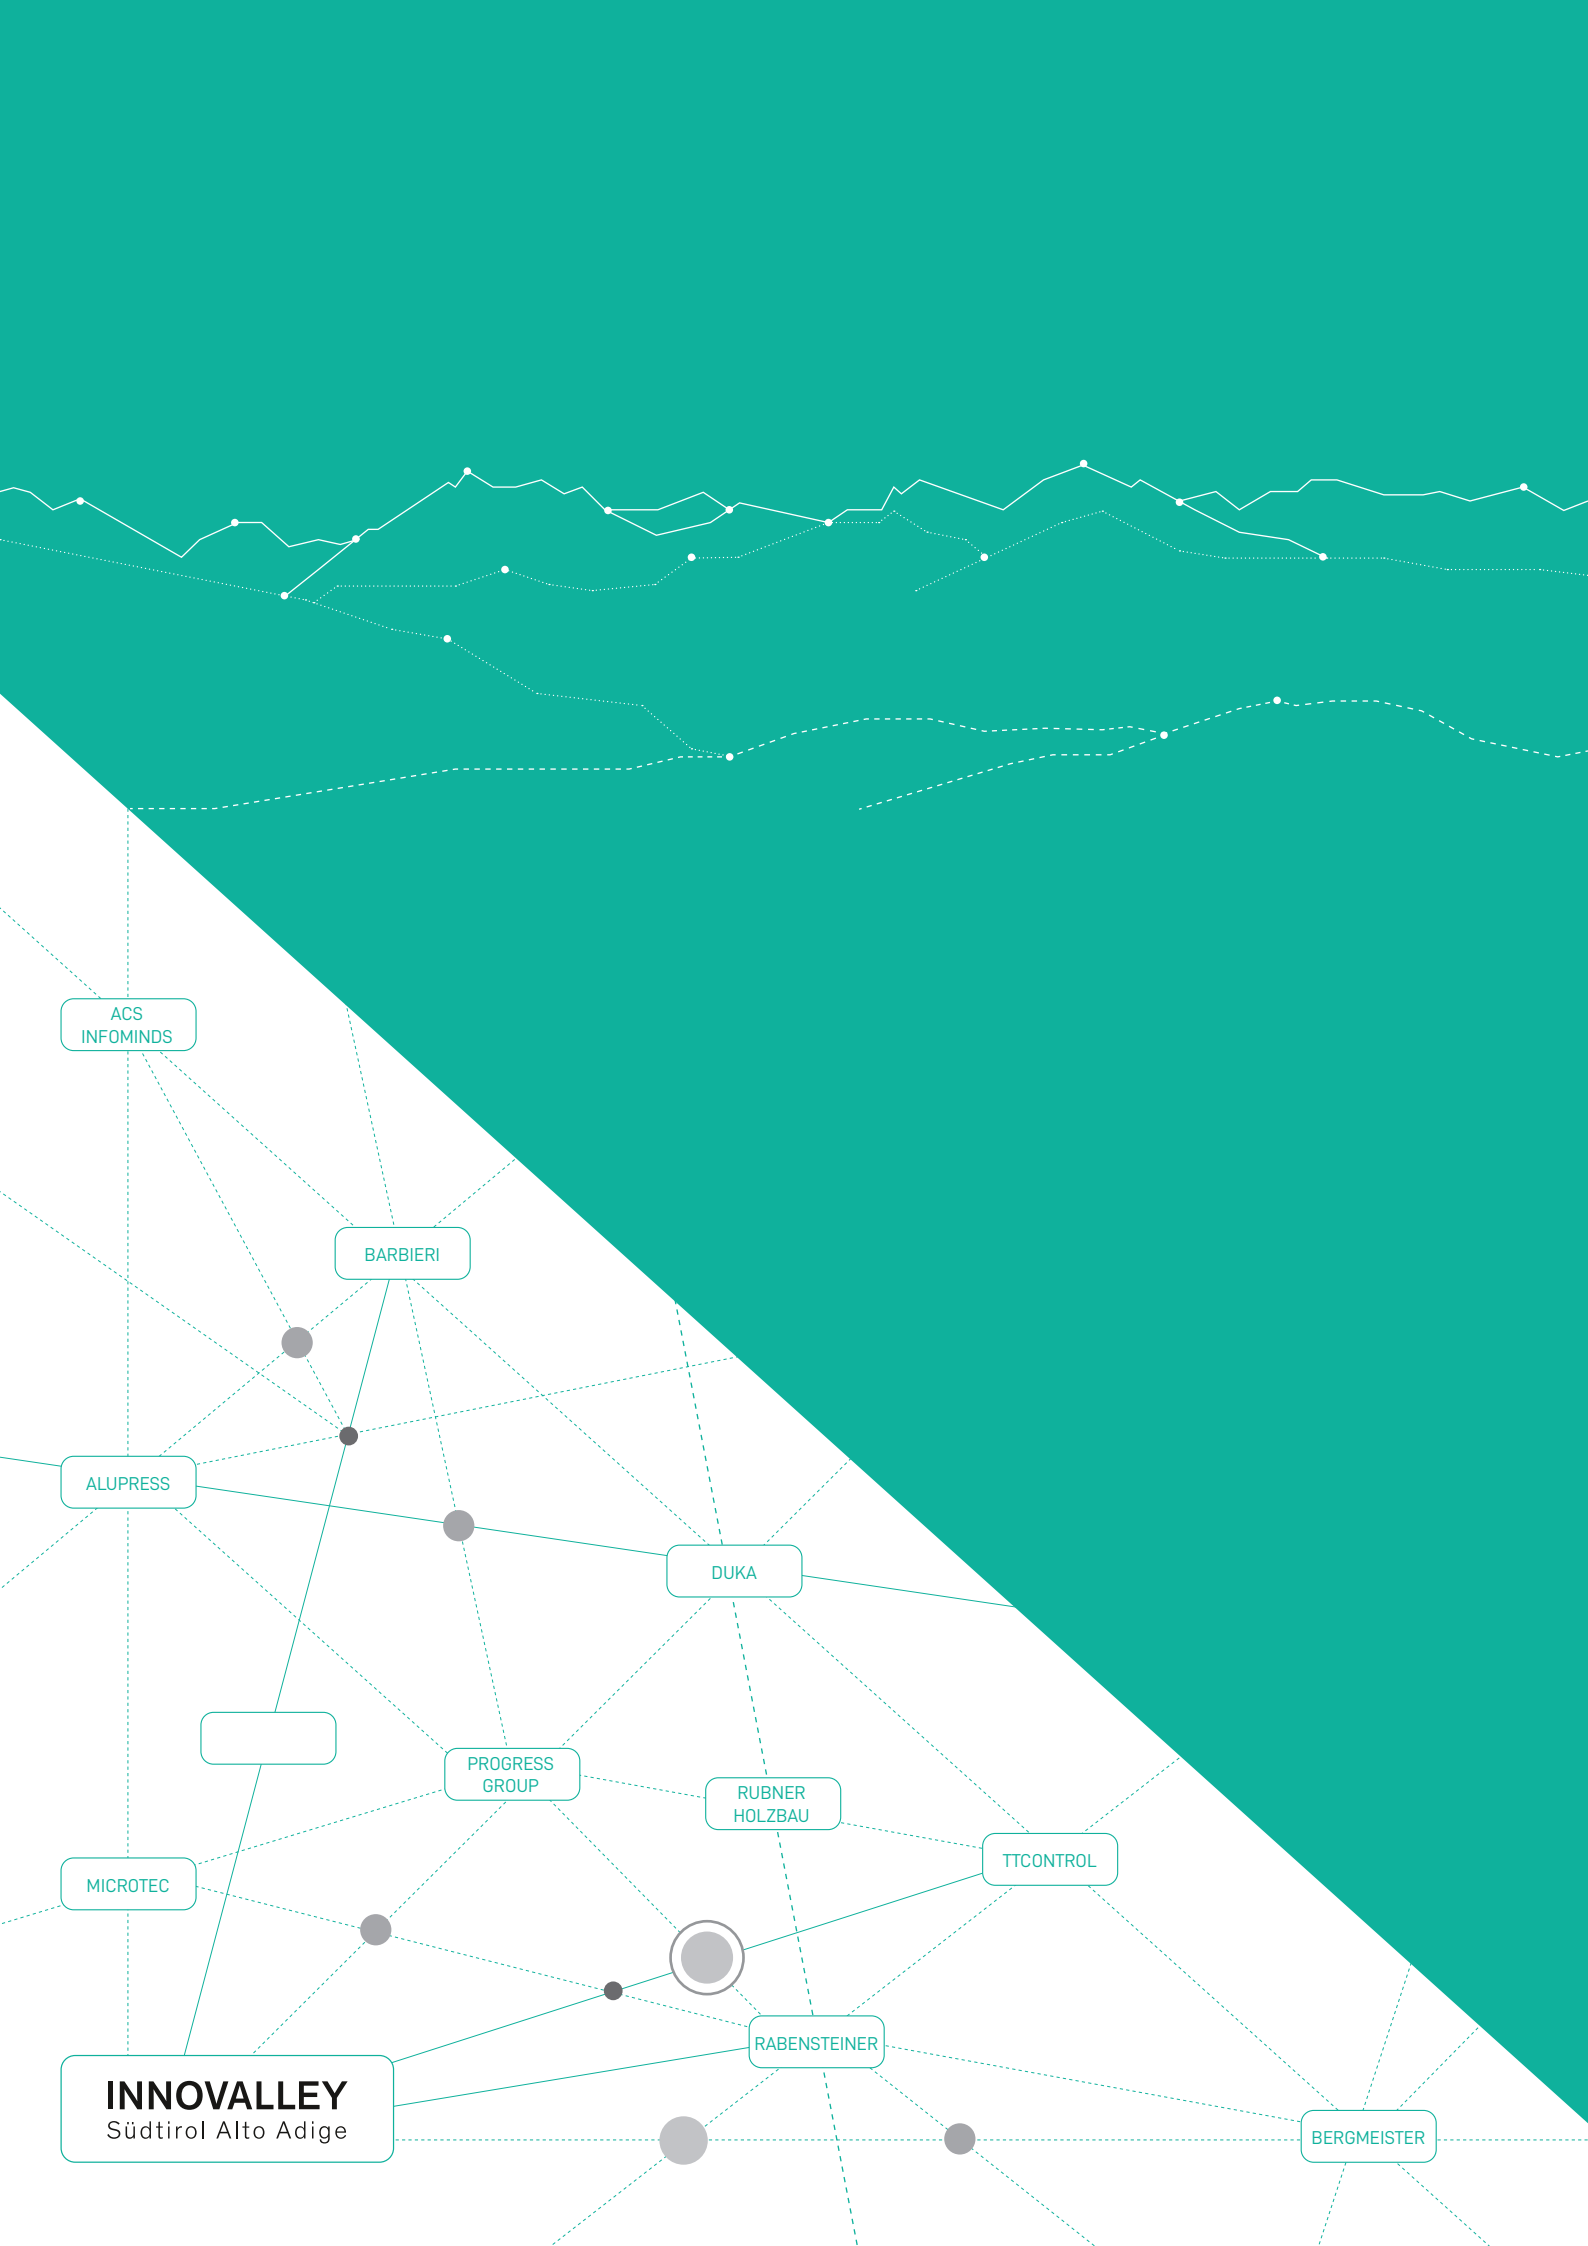 ACS
INFOMINDS
BARBIERI
ALUPRESS
DUKA
PROGRESS
GROUP
RUBNER
HOLZBAU
TTCONTROL
MICROTEC
RABENSTEINER
INNOVALLEY
Südtirol Alto Adige
BERGMEISTER